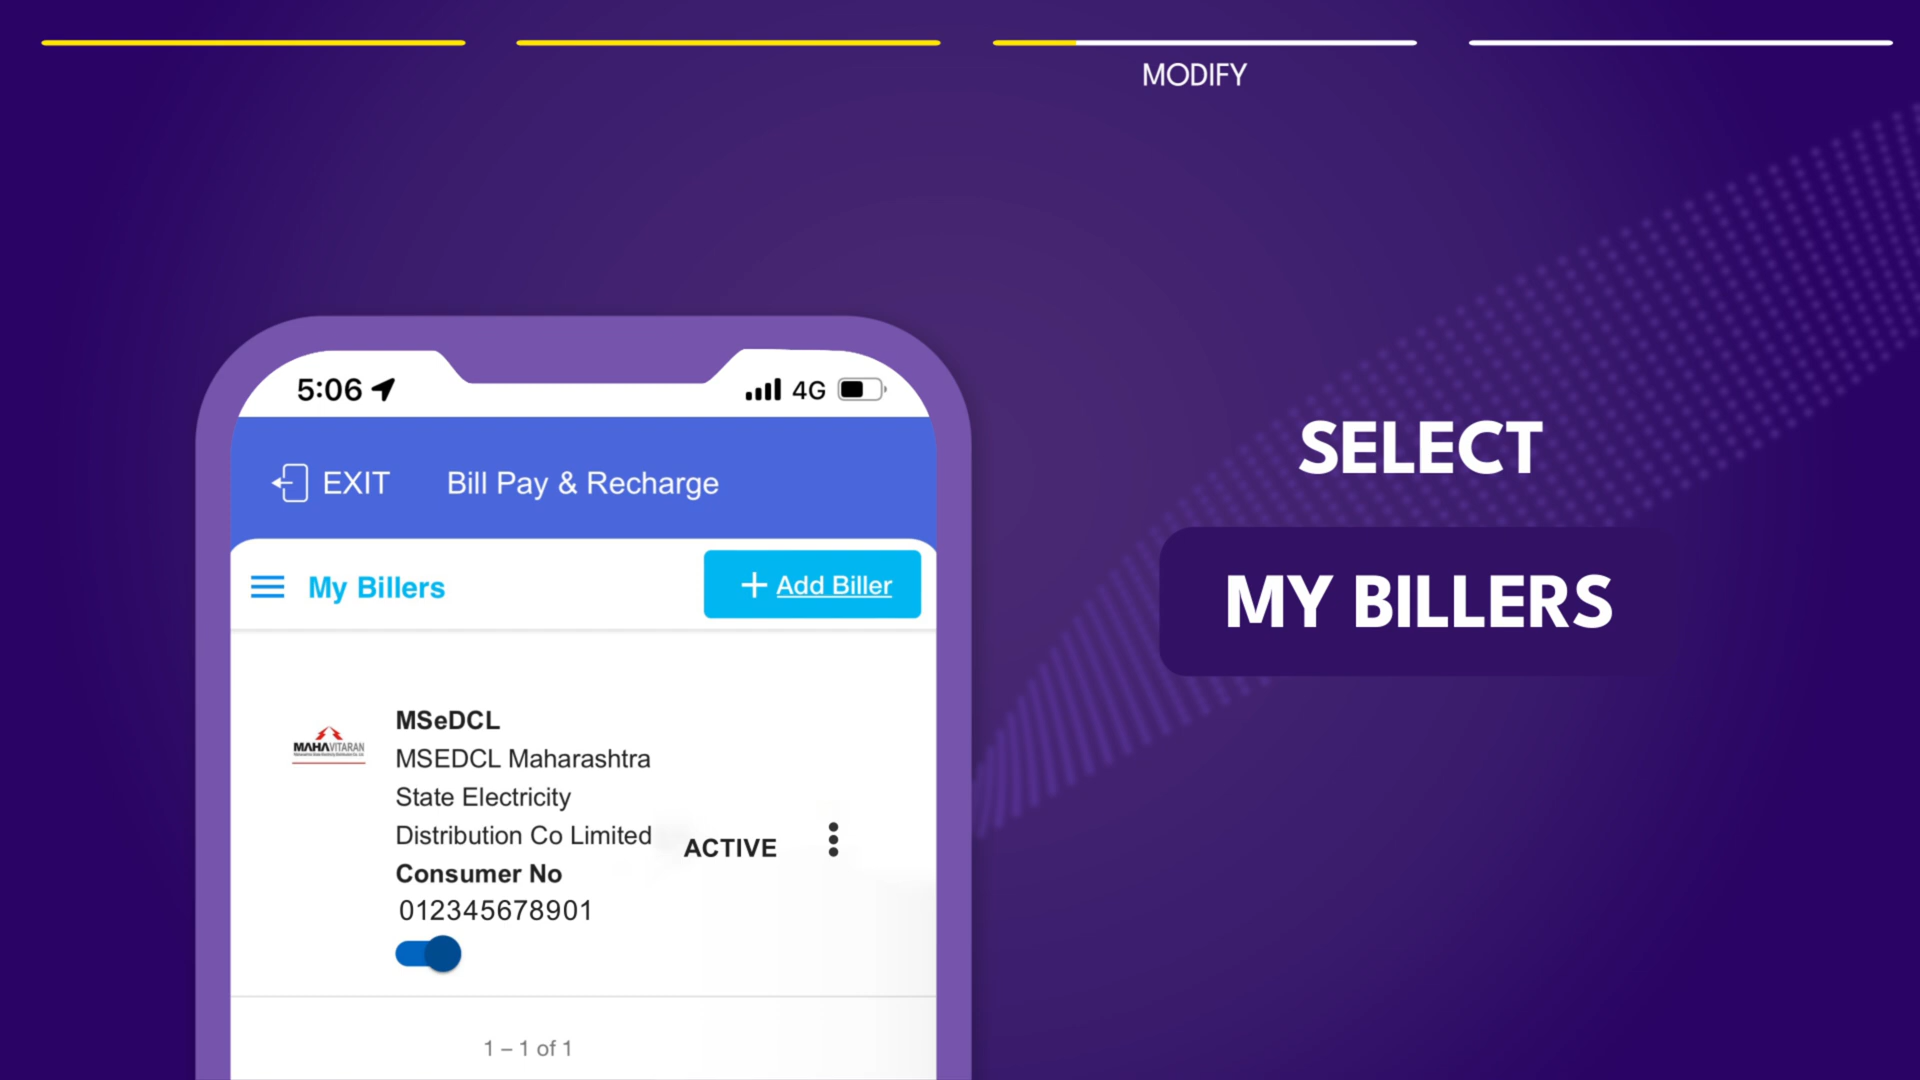 MODIFY
5:06
4G
EXIT
Bill Pay & Recharge
My Billers
+ Add Biller
MSeDCL
MAHAVITARAN
MSEDCL Maharashtra
State Electricity
Distribution Co Limited
ACTIVE
Consumer No
012345678901
1 – 1 of 1
SELECT
MY BILLERS